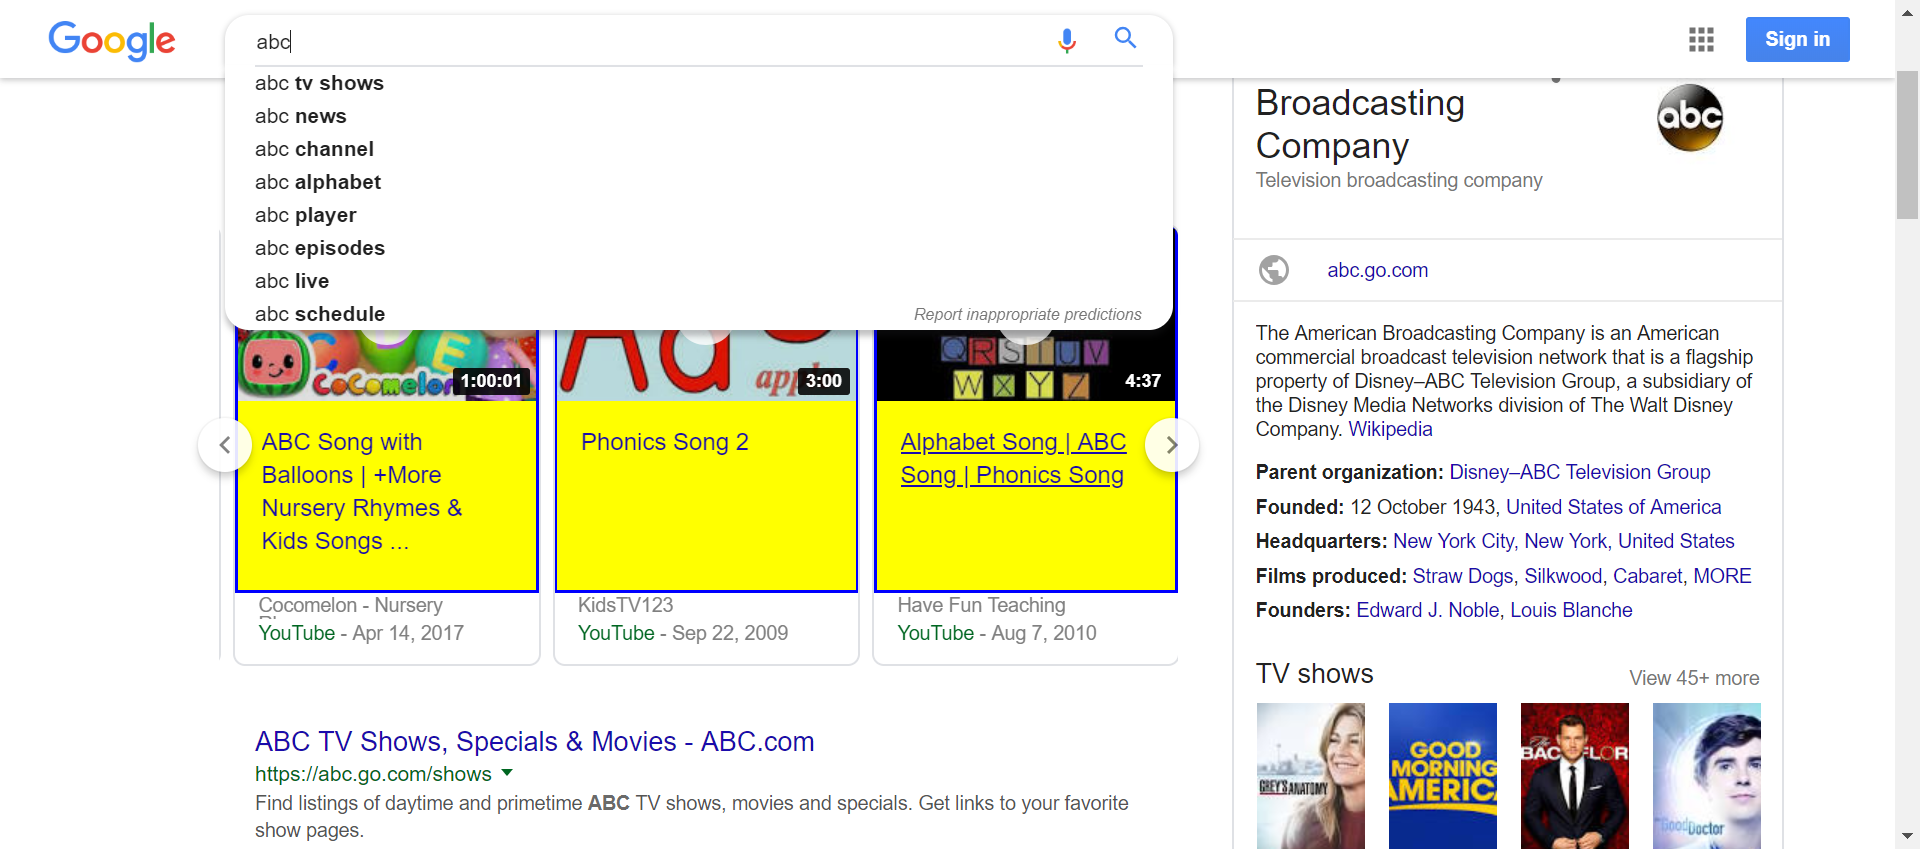 Google
abc
Sign in
abc tv shows
abc news
abc channel
abc alphabet
abc player
abc episodes
abc live
abc schedule
Report inappropriate predictions
CoComelon
1:00:01
Aa
apple
3:00
QRSTUV
WXYZ
4:37
ABC Song with
Balloons | +More
Nursery Rhymes &
Kids Songs ...
Phonics Song 2
Alphabet Song | ABC
Song | Phonics Song
Cocomelon - Nursery
YouTube - Apr 14, 2017
KidsTV123
YouTube - Sep 22, 2009
Have Fun Teaching
YouTube - Aug 7, 2010
ABC TV Shows, Specials & Movies - ABC.com
https://abc.go.com/shows
Find listings of daytime and primetime ABC TV shows, movies and specials. Get links to your favorite
show pages.
Broadcasting
Company
abc
Television broadcasting company
abc.go.com
The American Broadcasting Company is an American
commercial broadcast television network that is a flagship
property of Disney–ABC Television Group, a subsidiary of
the Disney Media Networks division of The Walt Disney
Company. Wikipedia
Parent organization: Disney–ABC Television Group
Founded: 12 October 1943, United States of America
Headquarters: New York City, New York, United States
Films produced: Straw Dogs, Silkwood, Cabaret, MORE
Founders: Edward J. Noble, Louis Blanche
TV shows
View 45+ more
GREY'S ANATOMY
GOOD
MORNING
AMERICA
The
BACHELOR
the Good Doctor